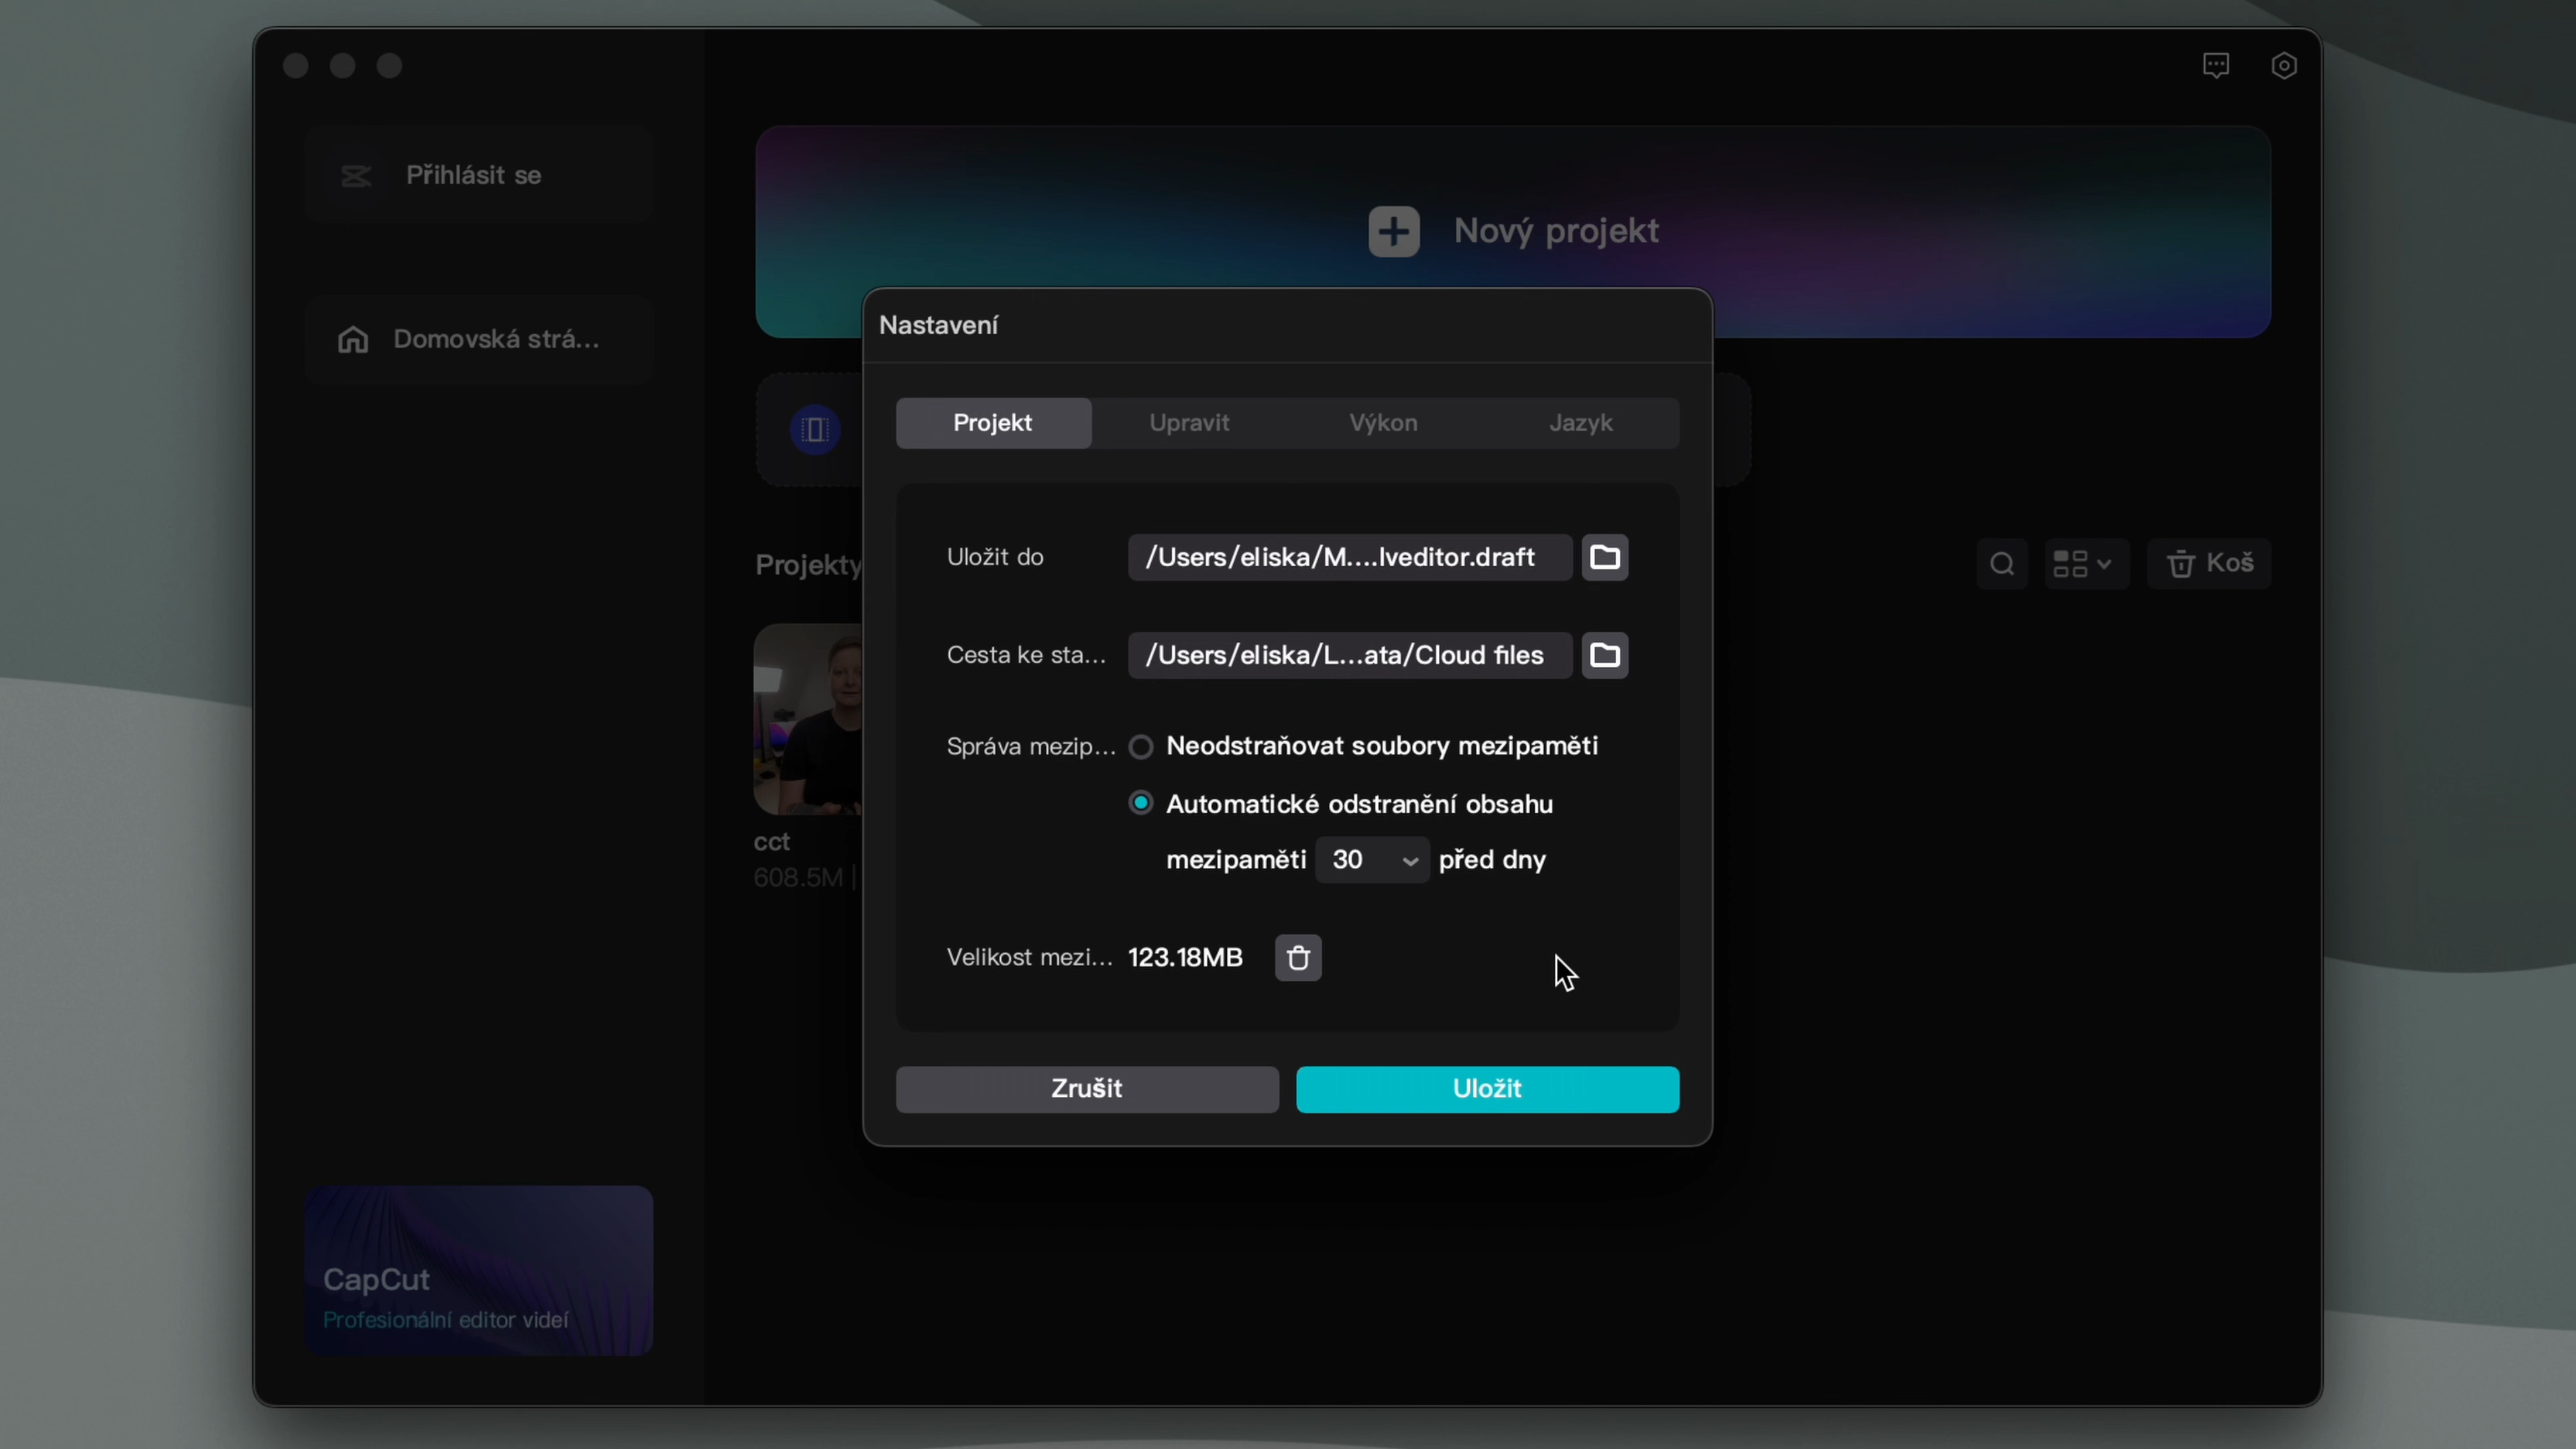 Přihlásit se
Domovská strá...
Nový projekt
Nastavení
Projekt
Upravit
Výkon
Jazyk
Uložit do
/Users/eliska/M....lveditor.draft
Cesta ke sta...
/Users/eliska/L...ata/Cloud files
Správa mezip...
Neodstraňovat soubory mezipaměti
Automatické odstranění obsahu
mezipaměti 30 před dny
Velikost mezi...
123.18MB
Zrušit
Uložit
Projekty
Koš
cct
608.5M |
CapCut
Profesionální editor videí